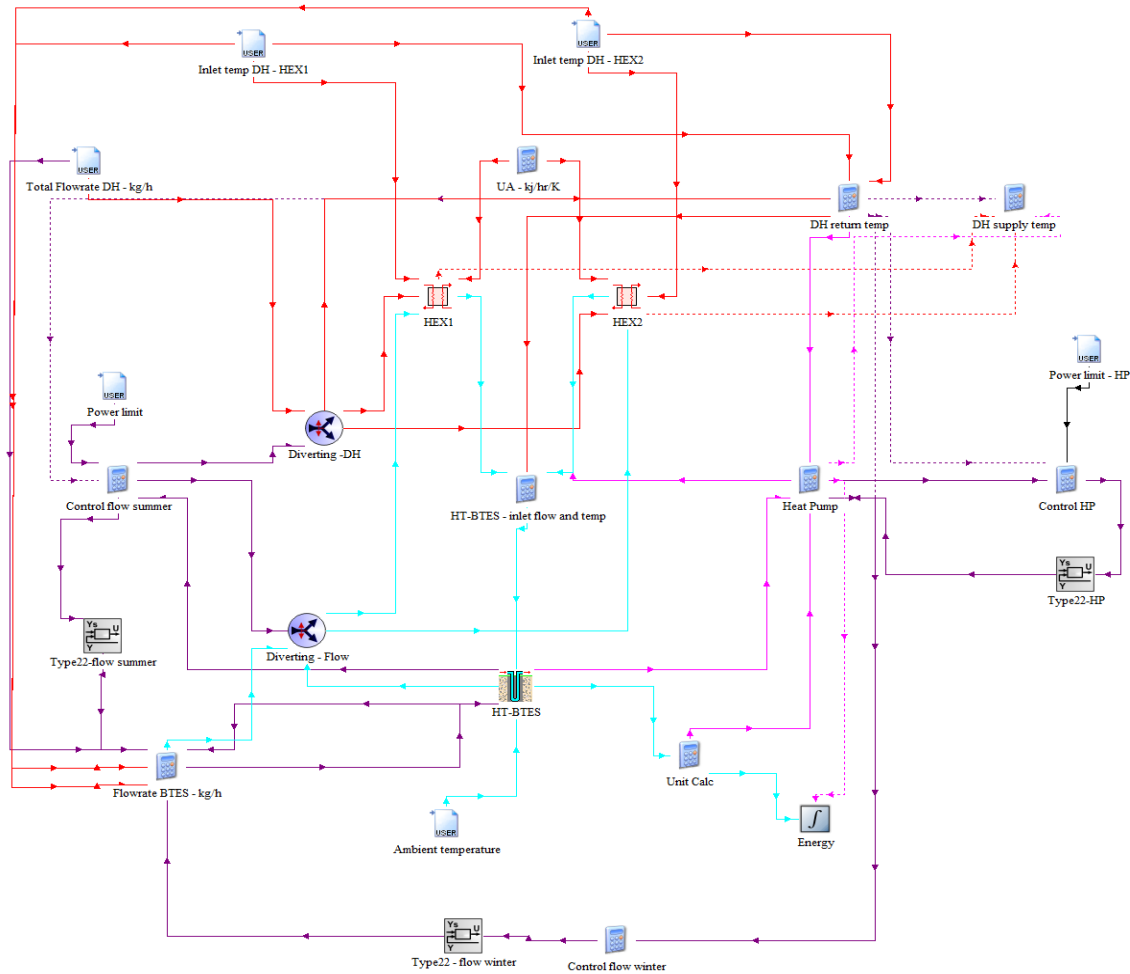 USER
Inlet temp DH - HEX1
USER
Inlet temp DH - HEX2
USER
Total Flowrate DH - kg/h
UA - kj/hr/K
DH return temp
DH supply temp
HEX1
HEX2
USER
Power limit - HP
USER
Power limit
Diverting -DH
Control flow summer
HT-BTES - inlet flow and temp
Heat Pump
Control HP
Ys
U
Y
Type22-HP
Ys
U
Y
Type22-flow summer
Diverting - Flow
HT-BTES
Unit Calc
Flowrate BTES - kg/h
USER
Ambient temperature
∫
Energy
Ys
U
Y
Type22 - flow winter
Control flow winter